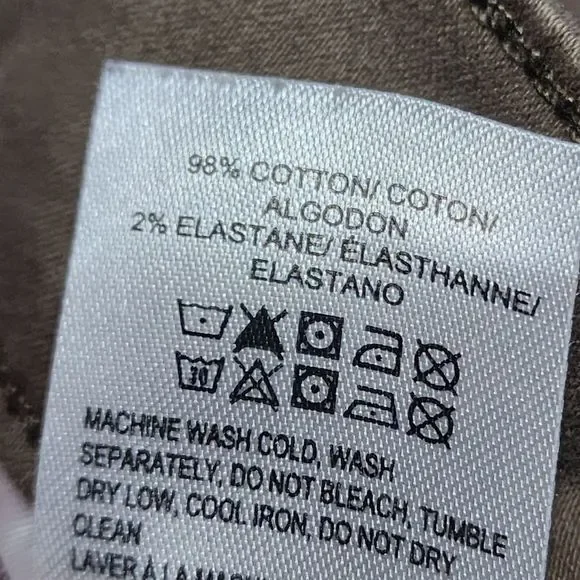 98% COTTON/ COTON/
ALGODON
2% ELASTANE/ ÉLASTHANNE/
ELASTANO
30
MACHINE WASH COLD, WASH
SEPARATELY, DO NOT BLEACH, TUMBLE
DRY LOW, COOL IRON, DO NOT DRY
CLEAN
LAVER À LA